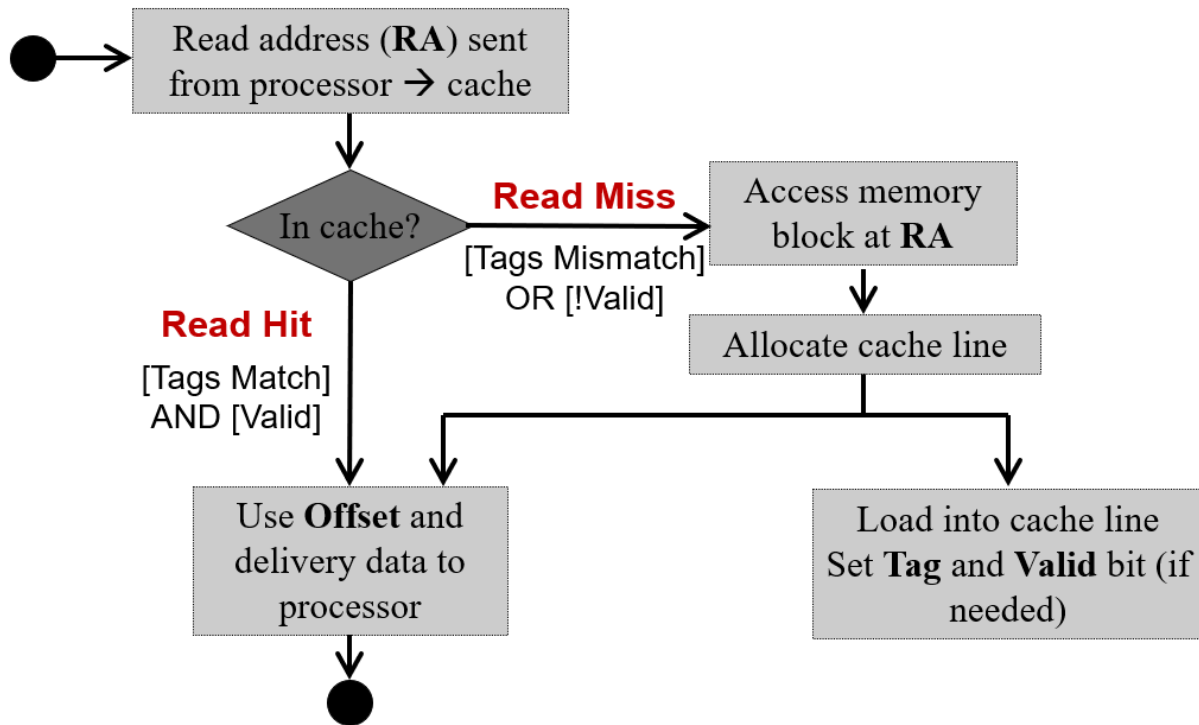 Read address (RA) sent
from processor → cache
In cache?
Read Miss
[Tags Mismatch]
OR [!Valid]
Access memory
block at RA
Read Hit
[Tags Match]
AND [Valid]
Allocate cache line
Use Offset and
delivery data to
processor
Load into cache line
Set Tag and Valid bit (if
needed)